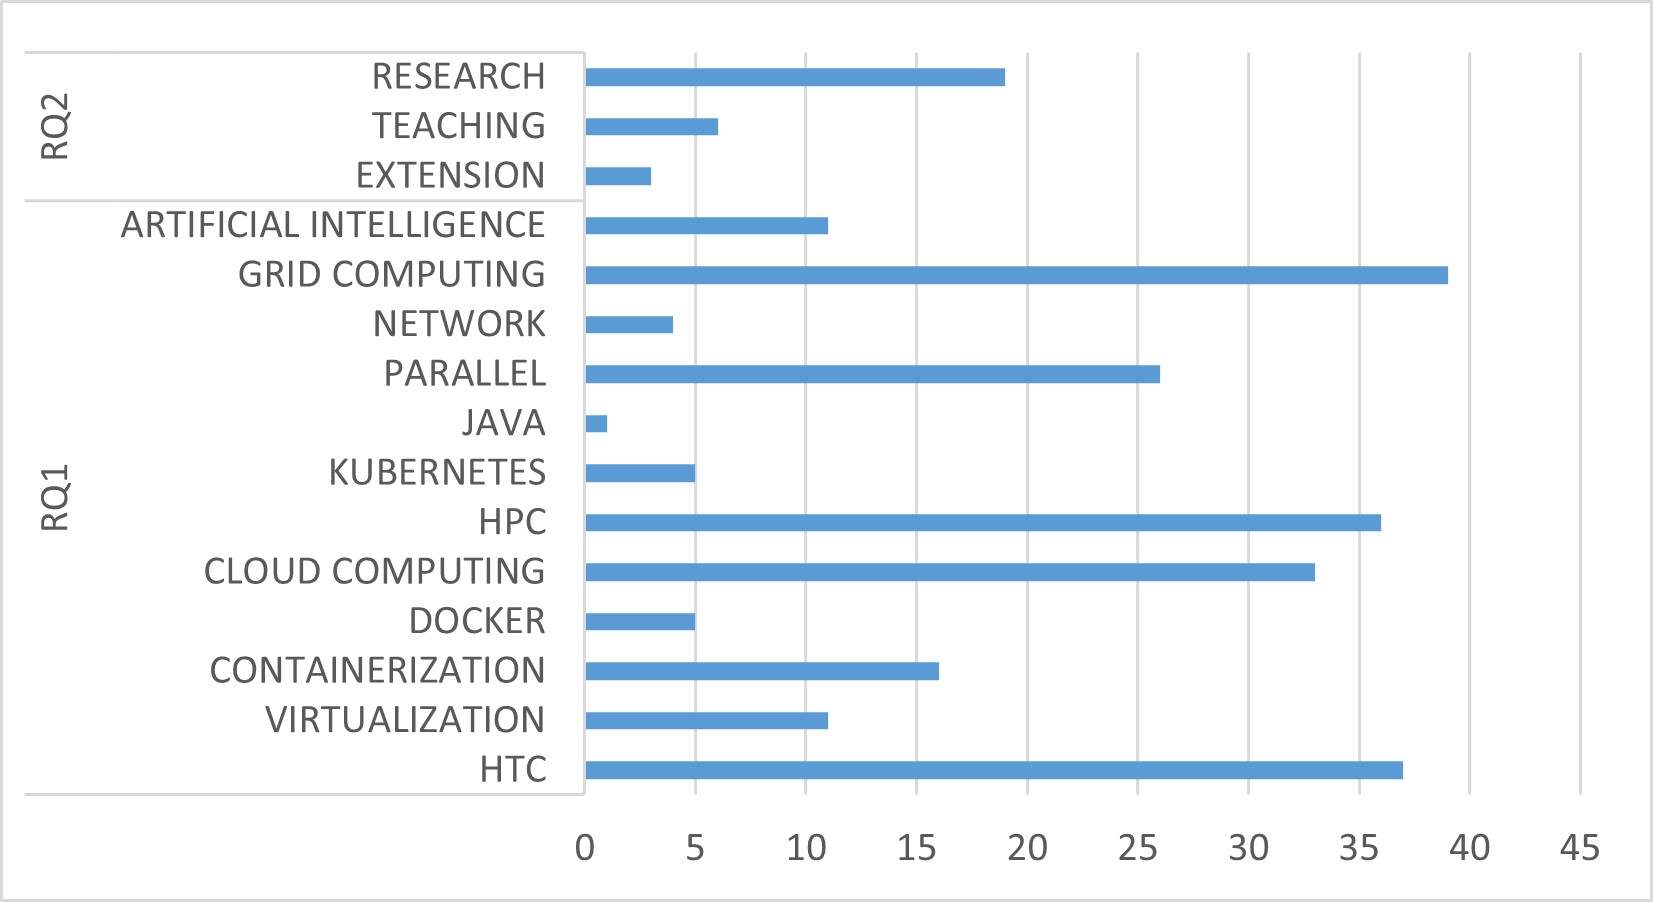 RQ2
RESEARCH
TEACHING
EXTENSION
RQ1
ARTIFICIAL INTELLIGENCE
GRID COMPUTING
NETWORK
PARALLEL
JAVA
KUBERNETES
HPC
CLOUD COMPUTING
DOCKER
CONTAINERIZATION
VIRTUALIZATION
HTC
0 5 10 15 20 25 30 35 40 45